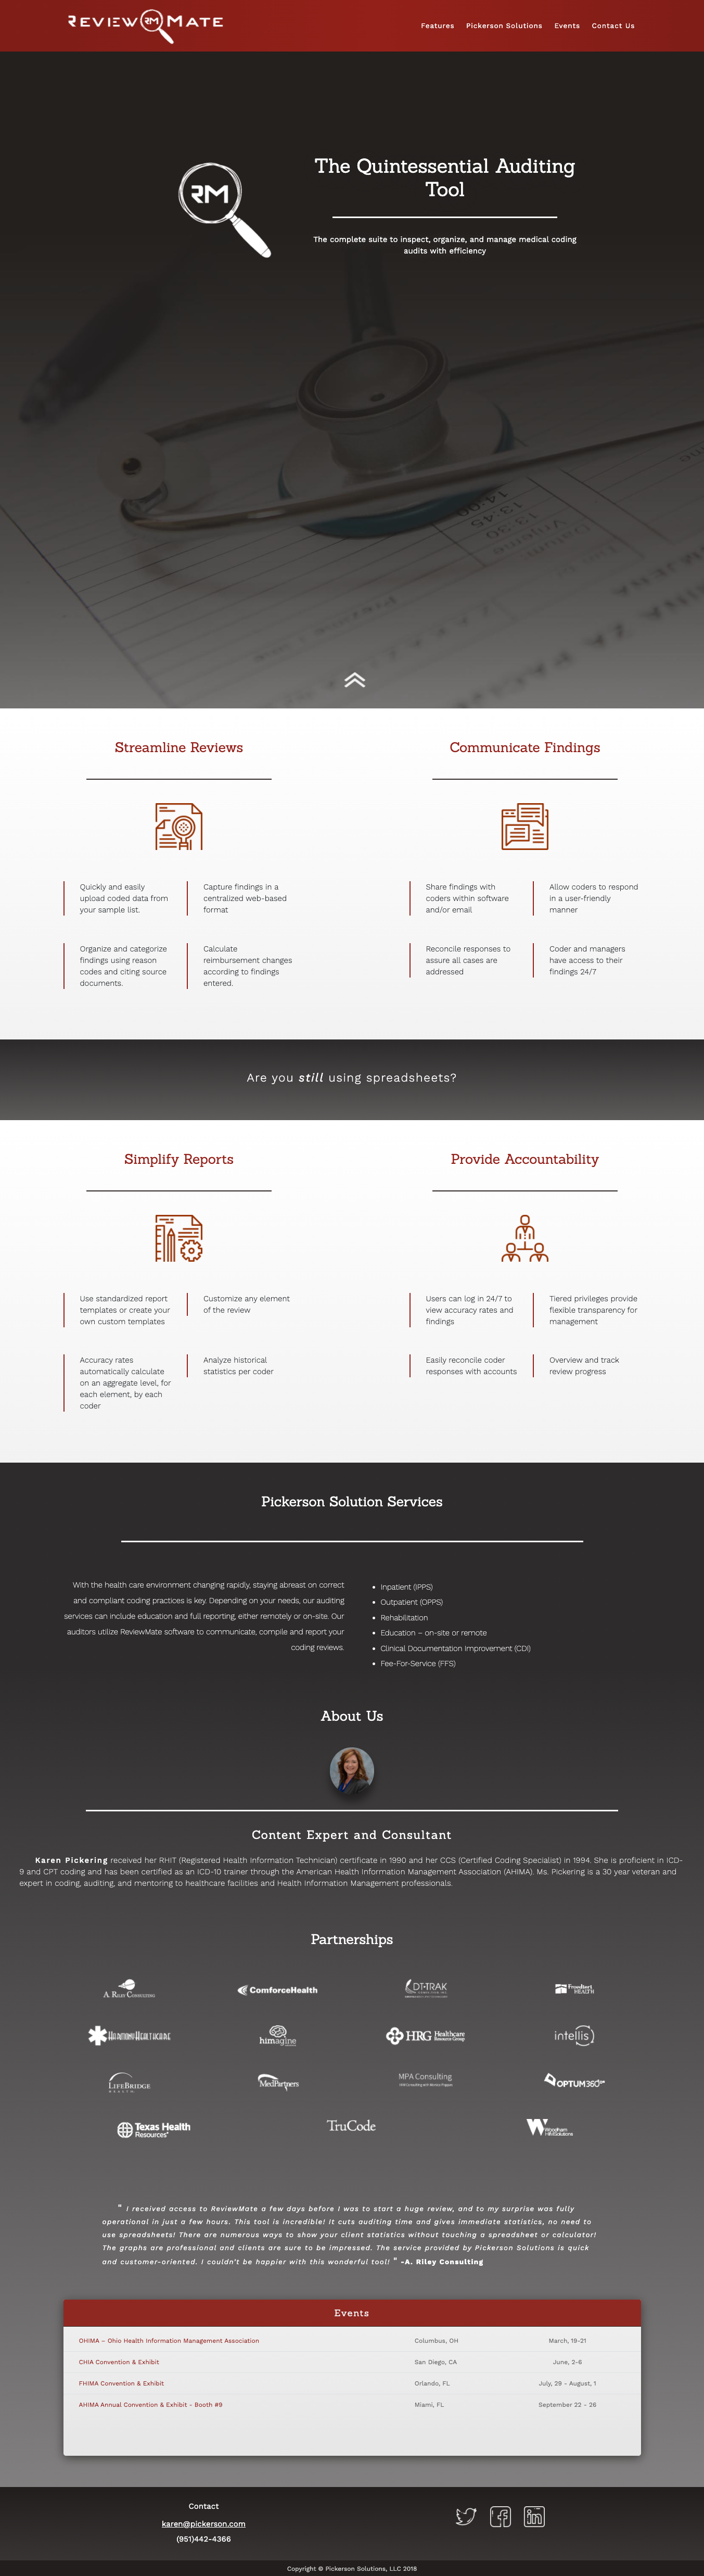 REVIEW RM MATE
Features Pickerson Solutions Events Contact Us
RM
The Quintessential Auditing
Tool
The complete suite to inspect, organize, and manage medical coding
audits with efficiency
Streamline Reviews
Quickly and easily
upload coded data from
your sample list.
Capture findings in a
centralized web-based
format
Organize and categorize
findings using reason
codes and citing source
documents.
Calculate
reimbursement changes
according to findings
entered.
Communicate Findings
Share findings with
coders within software
and/or email
Allow coders to respond
in a user-friendly
manner
Reconcile responses to
assure all cases are
addressed
Coder and managers
have access to their
findings 24/7
Are you still using spreadsheets?
Simplify Reports
Use standardized report
templates or create your
own custom templates
Customize any element
of the review
Accuracy rates
automatically calculate
on an aggregate level, for
each element, by each
coder
Analyze historical
statistics per coder
Provide Accountability
Users can log in 24/7 to
view accuracy rates and
findings
Tiered privileges provide
flexible transparency for
management
Easily reconcile coder
responses with accounts
Overview and track
review progress
Pickerson Solution Services
With the health care environment changing rapidly, staying abreast on correct
and compliant coding practices is key. Depending on your needs, our auditing
services can include education and full reporting, either remotely or on-site. Our
auditors utilize ReviewMate software to communicate, compile and report your
coding reviews.
• Inpatient (IPPS)
• Outpatient (OPPS)
• Rehabilitation
• Education – on-site or remote
• Clinical Documentation Improvement (CDI)
• Fee-For-Service (FFS)
About Us
Content Expert and Consultant
Karen Pickering received her RHIT (Registered Health Information Technician) certificate in 1990 and her CCS (Certified Coding Specialist) in 1994. She is proficient in ICD-
9 and CPT coding and has been certified as an ICD-10 trainer through the American Health Information Management Association (AHIMA). Ms. Pickering is a 30 year veteran and
expert in coding, auditing, and mentoring to healthcare facilities and Health Information Management professionals.
Partnerships
A. Riley Consulting
ComforceHealth
DT-TRAK
Froedtert
HEALTH
Harmony Healthcare
himagine
HRG Healthcare
Resource Group
intellis
LifeBridge
HEALTH
MedPartners
MPA Consulting
OPTUM360
Texas Health
Resources
TruCode
Woodham
HIM Solutions
" I received access to ReviewMate a few days before I was to start a huge review, and to my surprise was fully
operational in just a few hours. This tool is incredible! It cuts auditing time and gives immediate statistics, no need to
use spreadsheets! There are numerous ways to show your client statistics without touching a spreadsheet or calculator!
The graphs are professional and clients are sure to be impressed. The service provided by Pickerson Solutions is quick
and customer-oriented. I couldn't be happier with this wonderful tool! " -A. Riley Consulting
Events
OHIMA – Ohio Health Information Management Association Columbus, OH March, 19-21
CHIA Convention & Exhibit San Diego, CA June, 2-6
FHIMA Convention & Exhibit Orlando, FL July, 29 - August, 1
AHIMA Annual Convention & Exhibit - Booth #9 Miami, FL September 22 - 26
Contact
karen@pickerson.com
(951)442-4366
Copyright © Pickerson Solutions, LLC 2018